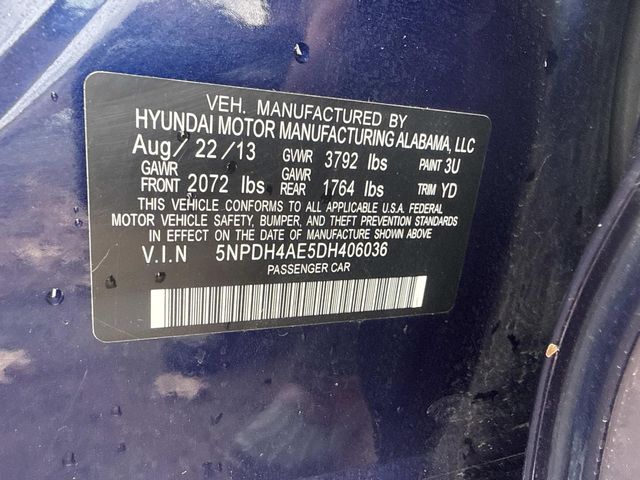 VEH. MANUFACTURED BY
HYUNDAI MOTOR MANUFACTURING ALABAMA, LLC
Aug/22/13 GVWR 3792 lbs PAINT 3U
GAWR FRONT 2072 lbs GAWR REAR 1764 lbs TRIM YD
THIS VEHICLE CONFORMS TO ALL APPLICABLE U.S.A. FEDERAL
MOTOR VEHICLE SAFETY, BUMPER, AND THEFT PREVENTION STANDARDS
IN EFFECT ON THE DATE OF MANUFACTURE SHOWN ABOVE
V.I.N 5NPDH4AE5DH406036
PASSENGER CAR